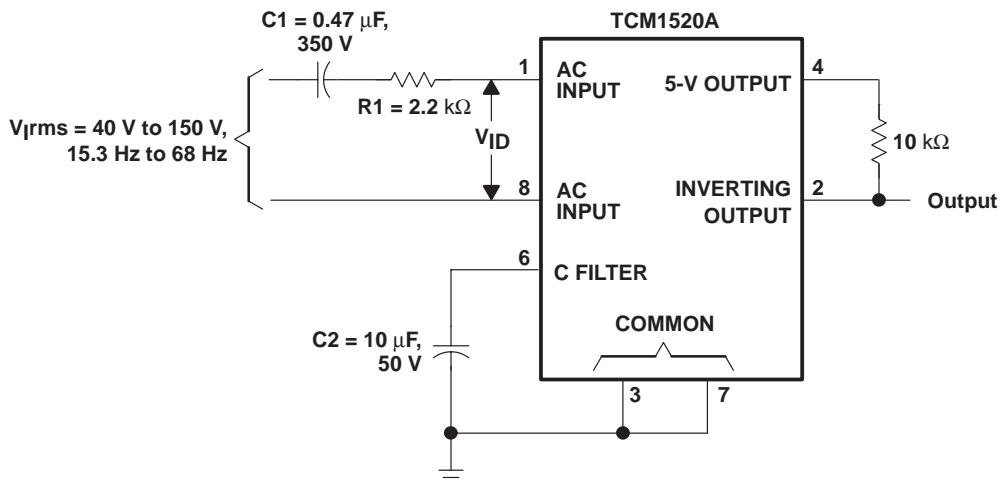 C1 = 0.47 μF,
350 V
TCM1520A
1
AC
INPUT
5-V OUTPUT
4
R1 = 2.2 kΩ
VIrms = 40 V to 150 V,
15.3 Hz to 68 Hz
VID
10 kΩ
8
AC
INPUT
INVERTING
OUTPUT
2
Output
6
C FILTER
C2 = 10 μF,
50 V
COMMON
3
7